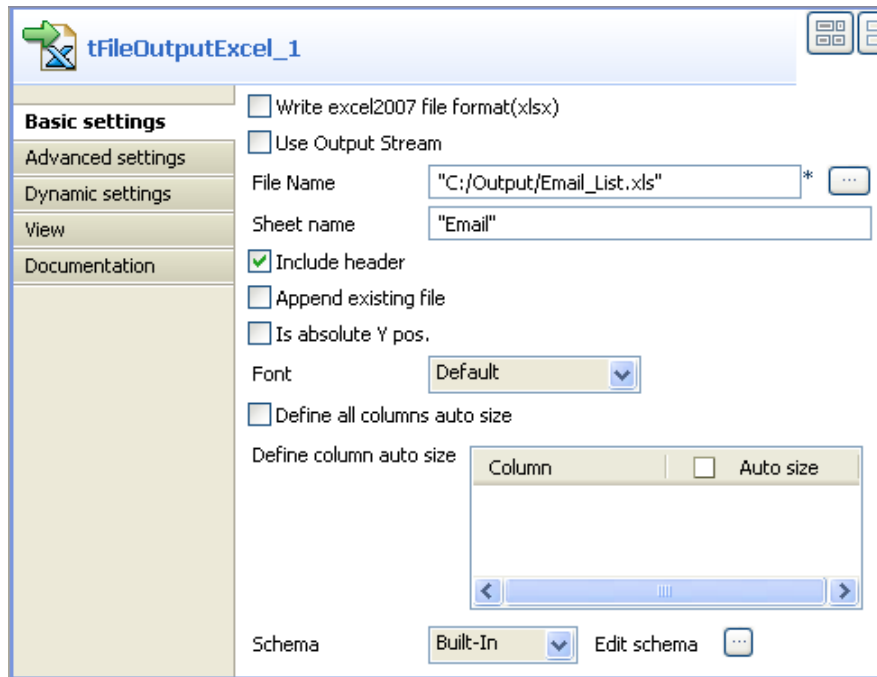 tFileOutputExcel_1
Basic settings
Advanced settings
Dynamic settings
View
Documentation
Write excel2007 file format(xlsx)
Use Output Stream
File Name "C:/Output/Email_List.xls" * ...
Sheet name "Email"
Include header
Append existing file
Is absolute Y pos.
Font Default
Define all columns auto size
Define column auto size Column Auto size
Schema Built-In Edit schema ...